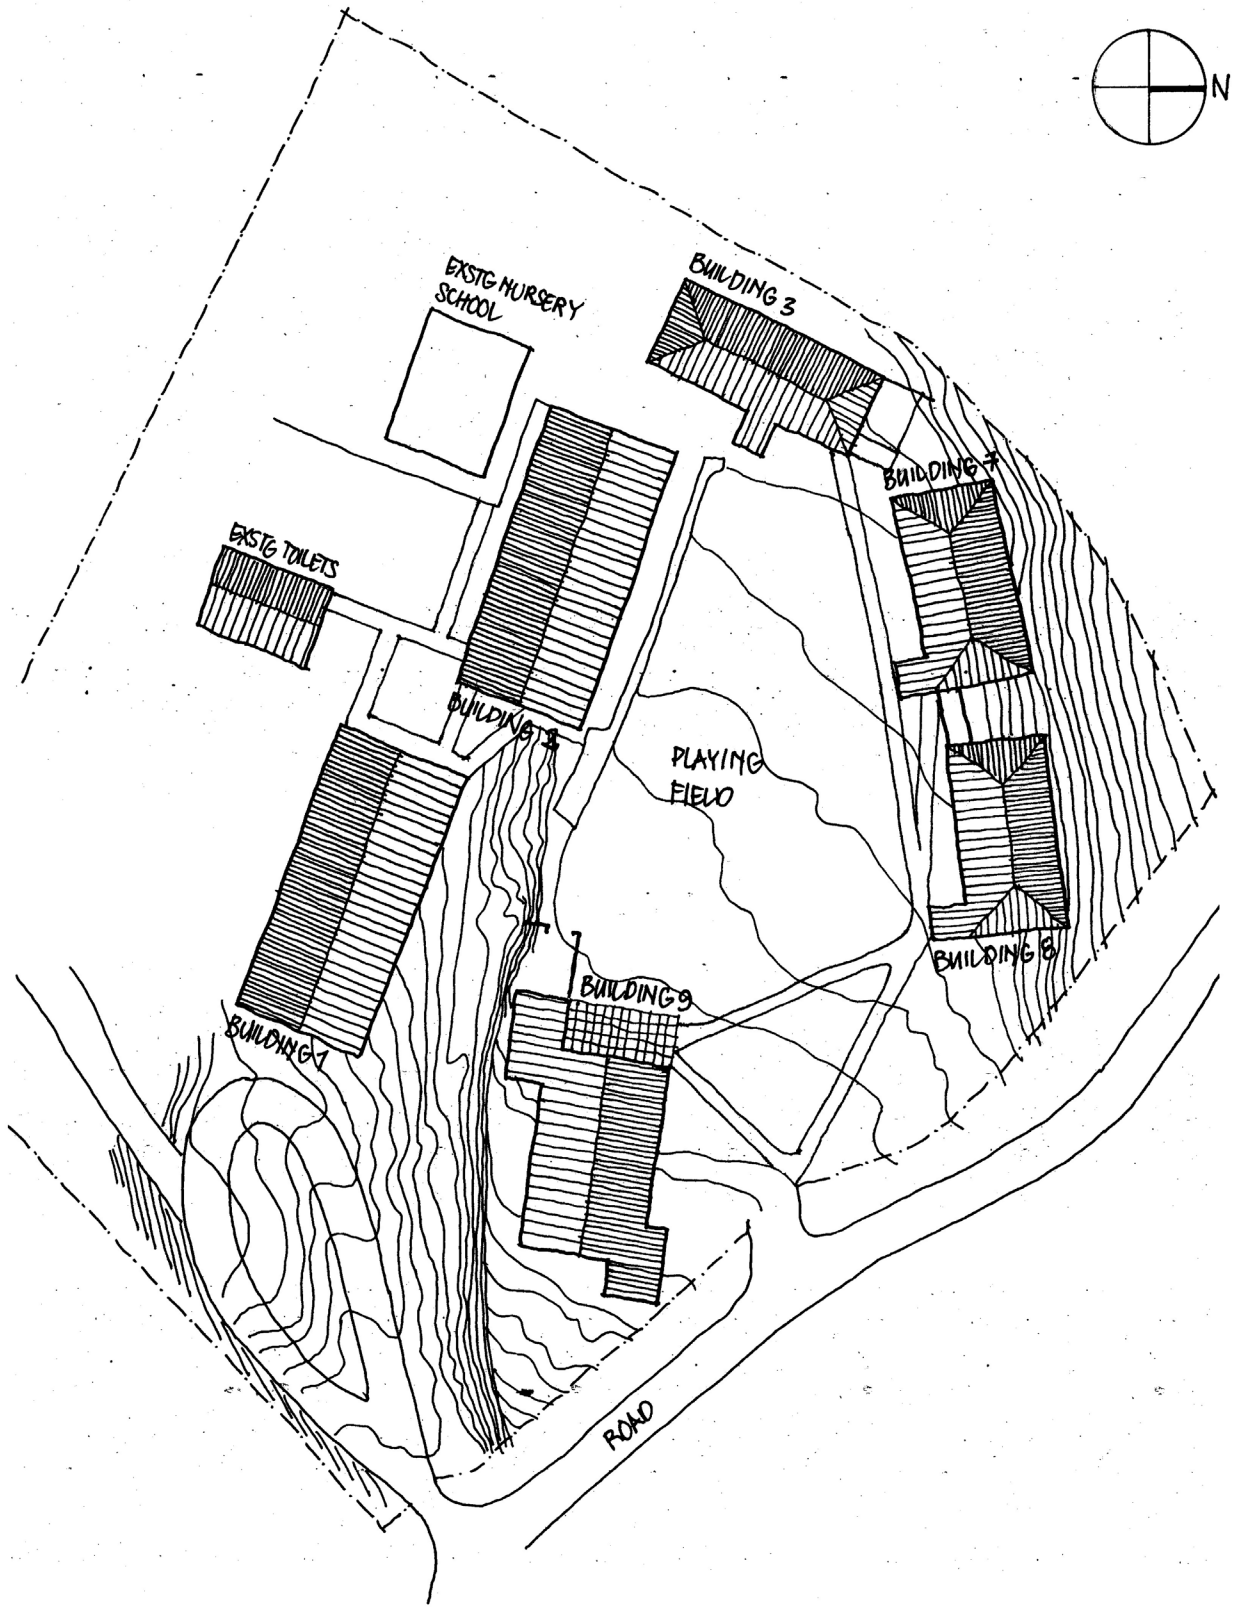 N
EXSTG NURSERY
SCHOOL
BUILDING 3
BUILDING 7
EXSTG TOILETS
BUILDING
PLAYING
FIELD
BUILDING 8
BUILDING 9
BUILDING 1
ROAD